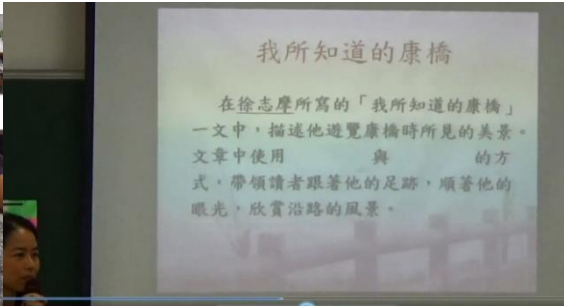 我所知道的康橋
在徐志摩所寫的「我所知道的康橋」
一文中，描述他遊覽康橋時所見的美景。
文章中使用 與 的方
式，帶領讀者跟著他的足跡，順著他的
眼光，欣賞沿路的風景。